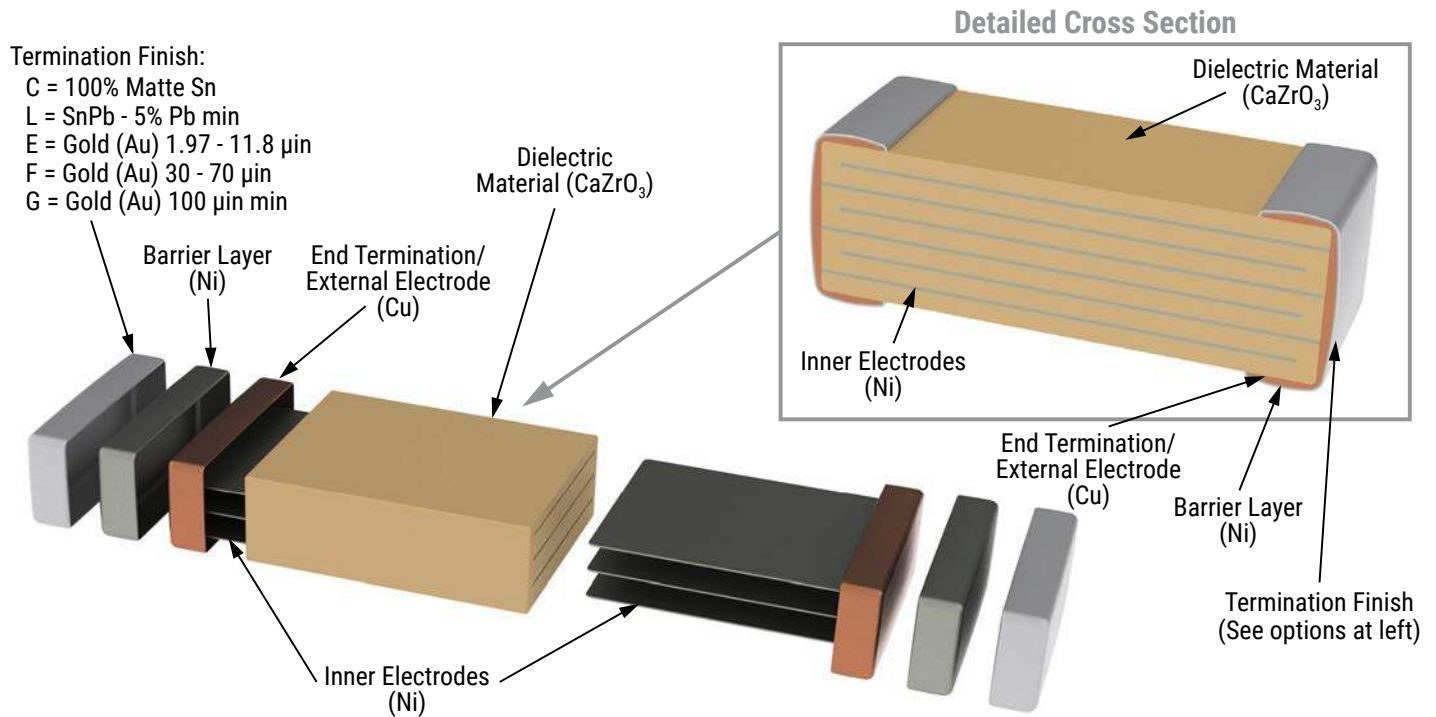 Detailed Cross Section
Termination Finish:
C = 100% Matte Sn
L = SnPb - 5% Pb min
E = Gold (Au) 1.97 - 11.8 µin
F = Gold (Au) 30 - 70 µin
G = Gold (Au) 100 µin min
Barrier Layer
(Ni)
End Termination/
External Electrode
(Cu)
Dielectric
Material (CaZrO₃)
Dielectric Material
(CaZrO₃)
Inner Electrodes
(Ni)
End Termination/
External Electrode
(Cu)
Barrier Layer
(Ni)
Termination Finish
(See options at left)
Inner Electrodes
(Ni)